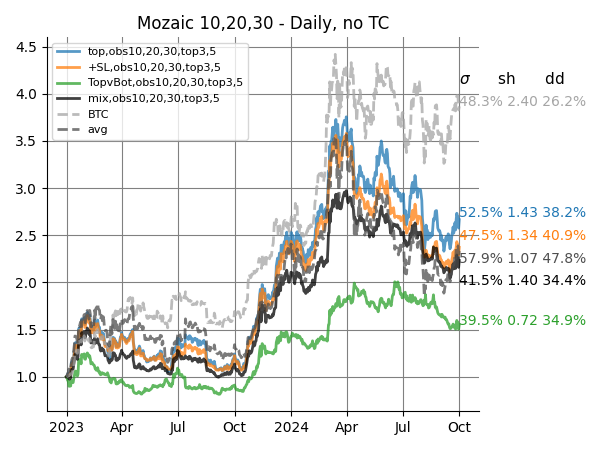 Mozaic 10,20,30 - Daily, no TC
top,obs10,20,30,top3,5
+SL,obs10,20,30,top3,5
TopvBot,obs10,20,30,top3,5
mix,obs10,20,30,top3,5
BTC
avg
σ sh dd
48.3% 2.40 26.2%
52.5% 1.43 38.2%
47.5% 1.34 40.9%
57.9% 1.07 47.8%
41.5% 1.40 34.4%
39.5% 0.72 34.9%
4.5
4.0
3.5
3.0
2.5
2.0
1.5
1.0
2023 Apr Jul Oct 2024 Apr Jul Oct